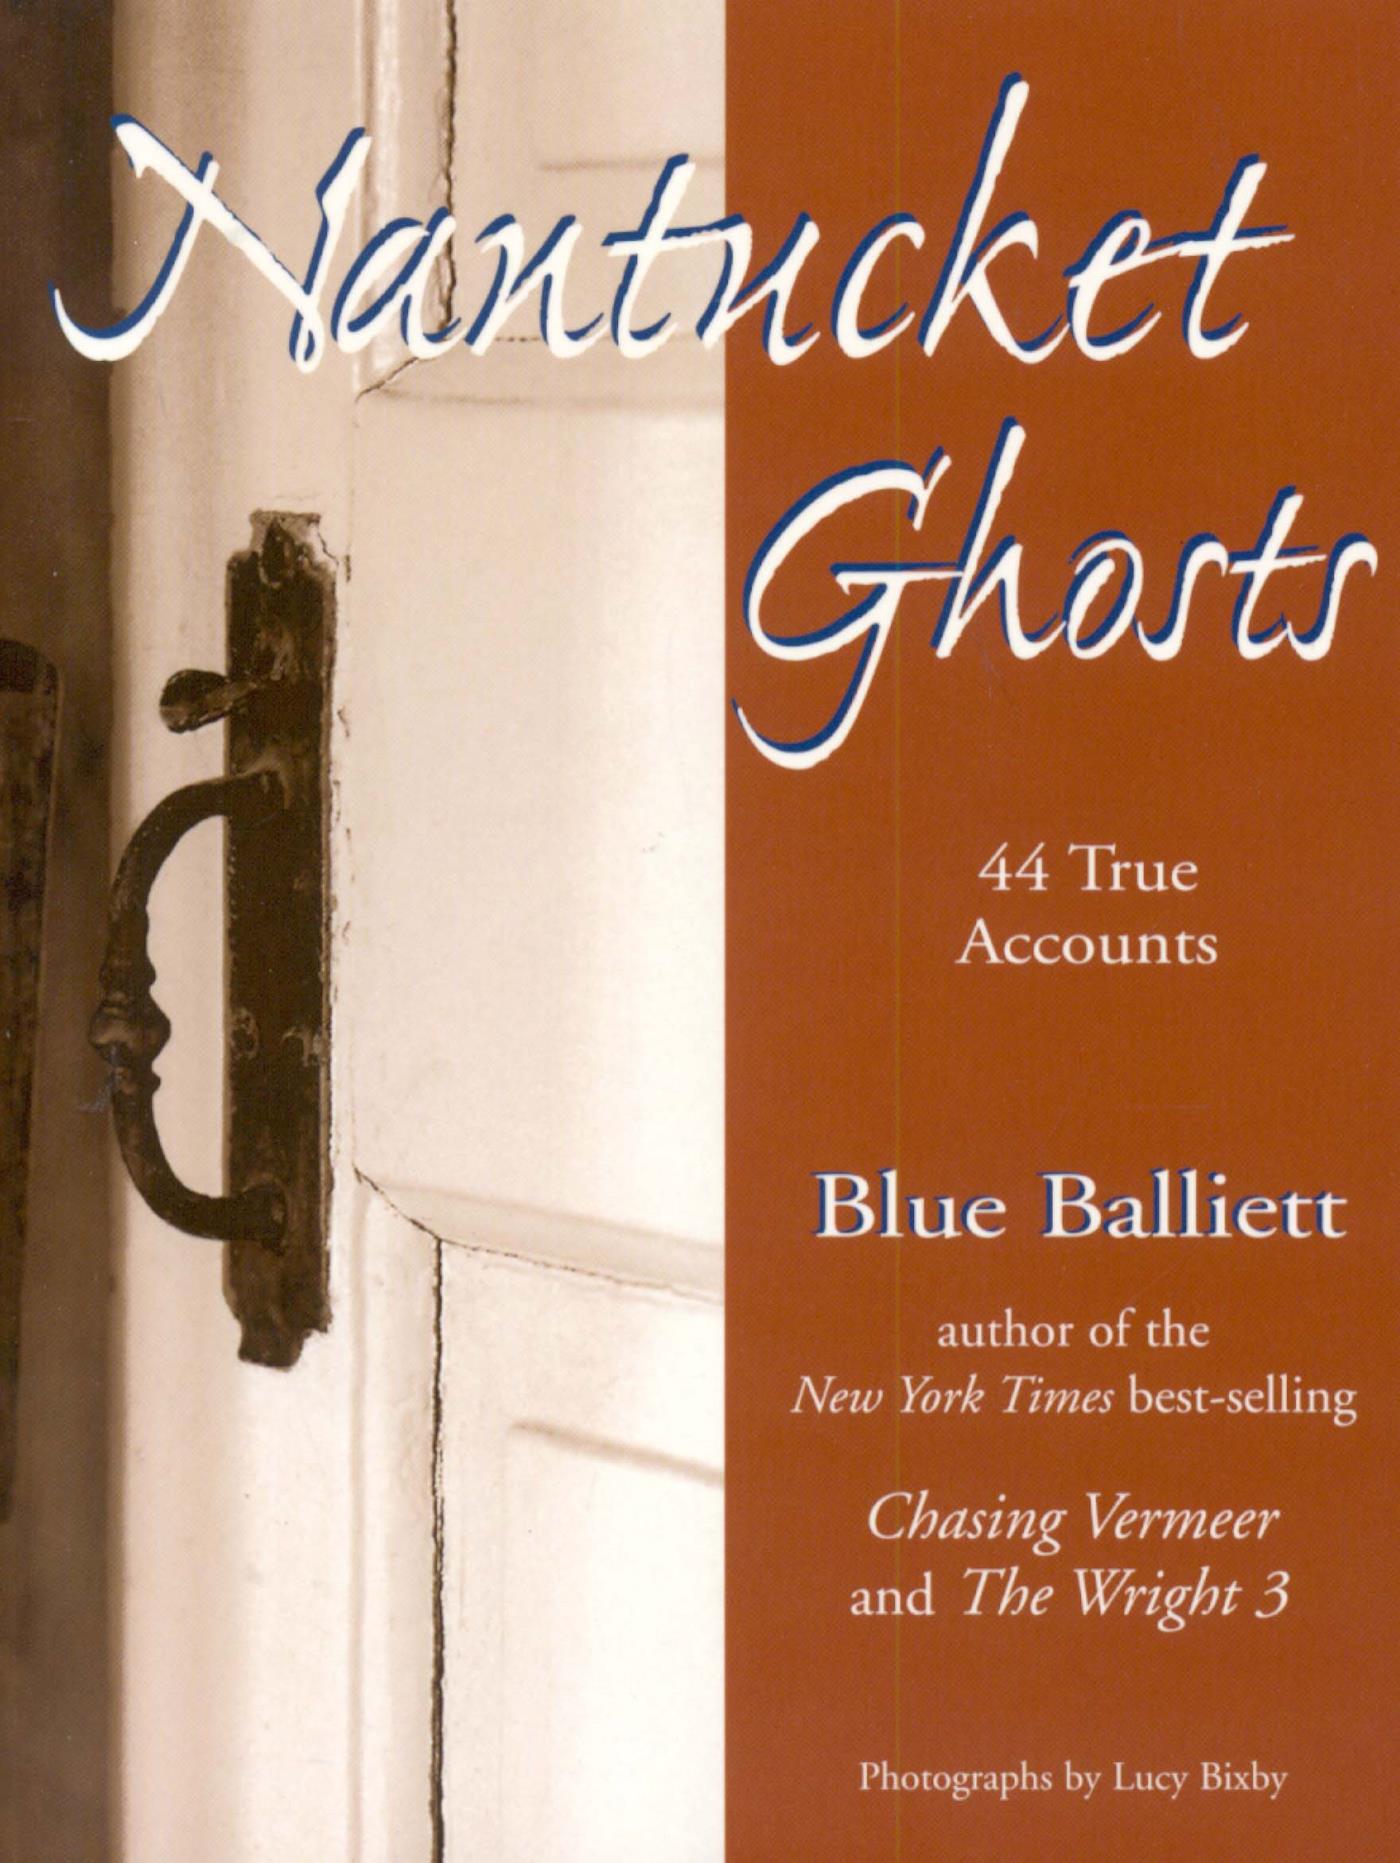 Nantucket
Ghosts
44 True
Accounts
Blue Balliett
author of the
New York Times best-selling
Chasing Vermeer
and The Wright 3
Photographs by Lucy Bixby